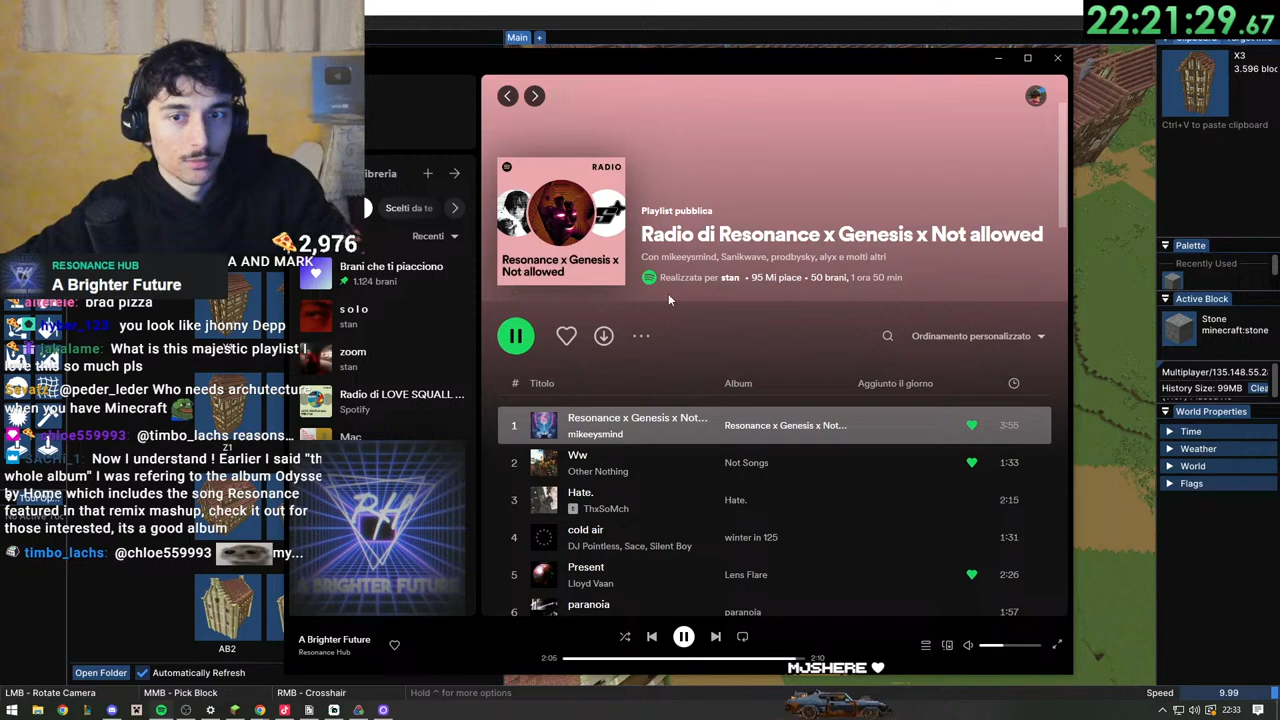 22:21:29.67
Main
X3
3.596 bloc
Ctrl+V to paste clipboard
RADIO
Resonance x Genesis x
Not allowed
Playlist pubblica
Radio di Resonance x Genesis x Not allowed
Con mikeeysmind, Sanikwave, prodbysky, alyx e molti altri
Realizzata per stan • 95 Mi piace • 50 brani, 1 ora 50 min
Ordinamento personalizzato
# Titolo Album Aggiunto il giorno
1 Resonance x Genesis x Not... Resonance x Genesis x Not... 3:55
mikeeysmind
2 Ww Not Songs 1:33
Other Nothing
3 Hate. Hate. 2:15
E ThxSoMch
4 cold air winter in 125 1:31
DJ Pointless, Sace, Silent Boy
5 Present Lens Flare 2:26
Lloyd Vaan
6 paranoia paranoia 1:57
Scelti da te
Recenti
2,976
A AND MARK
RESONANCE HUB
A Brighter Future
Brani che ti piacciono
1.124 brani
s o l o
stan
zoom
stan
Radio di LOVE SQUALL ...
Spotify
Mac
brad pizza
you look like jhonny Depp
jakalame: What is this majestic playlist I
love this so much pls
@peder_leder Who needs archutecture
when you have Minecraft
chloe559993: @timbo_lachs reasons...
Now I understand ! Earlier I said "th
whole album" I was refering to the album Odysse
by Home which includes the song Resonance
featured in that remix mashup, check it out for
those interested, its a good album
timbo_lachs: @chloe559993 my...
Z1
AB2
RH
A BRIGHTER FUTURE
A Brighter Future
Resonance Hub
2:05
2:10
MJSHERE
Palette
Recently Used
Active Block
Stone
minecraft:stone
Multiplayer/135.148.55.2
History Size: 99MB Clea
World Properties
Time
Weather
World
Flags
Open Folder
Automatically Refresh
LMB - Rotate Camera MMB - Pick Block RMB - Crosshair Hold ^ for more options Speed 9.99
22:33